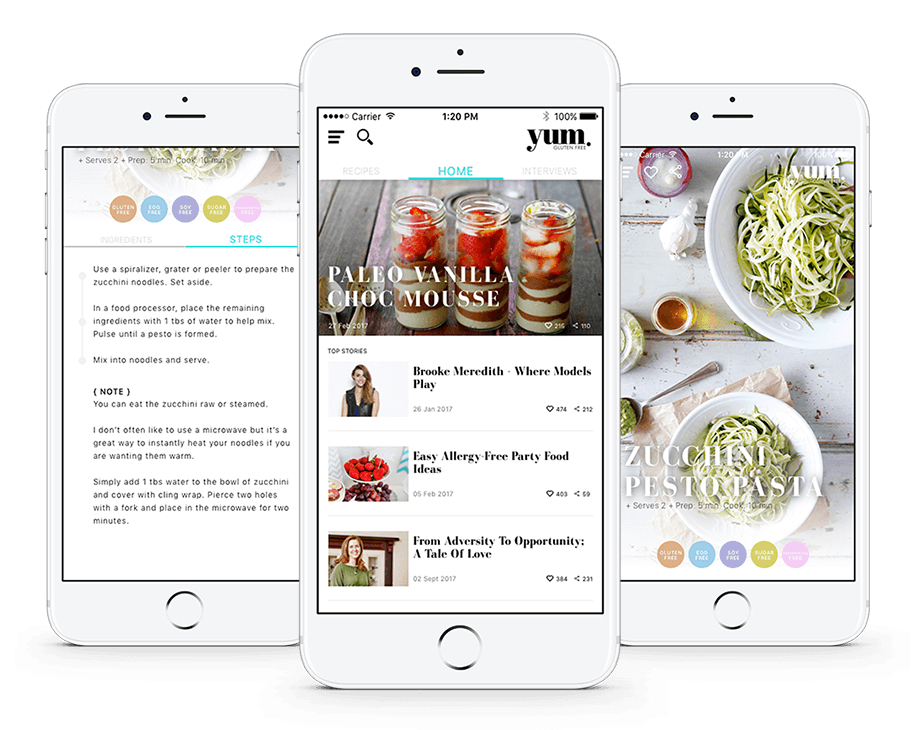 + Serves 2 + Prep: 5 min Cook: 10 min
GLUTEN
FREE
EGG
FREE
SOY
FREE
SUGAR
FREE
FREE
INGREDIENTS
STEPS
Use a spiralizer, grater or peeler to prepare the
zucchini noodles. Set aside.
In a food processor, place the remaining
ingredients with 1 tbs of water to help mix.
Pulse until a pesto is formed.
Mix into noodles and serve.
{ NOTE }
You can eat the zucchini raw or steamed.
I don't often like to use a microwave but it's a
great way to instantly heat your noodles if you
are wanting them warm.
Simply add 1 tbs water to the bowl of zucchini
and cover with cling wrap. Pierce two holes
with a fork and place in the microwave for two
minutes.
Carrier 1:20 PM 100%
yum.
GLUTEN FREE
RECIPES HOME INTERVIEWS
PALEO VANILLA
CHOC MOUSSE
27 Feb 2017 216 110
TOP STORIES
Brooke Meredith - Where Models
Play
26 Jan 2017 474 212
Easy Allergy-Free Party Food
Ideas
05 Feb 2017 403 59
From Adversity To Opportunity;
A Tale Of Love
02 Sept 2017 384 231
Carrier 1:20 PM 100%
yum.
ZUCCHINI
PESTO PASTA
+ Serves 2 + Prep: 5 min Cook: 10 min
GLUTEN
FREE
EGG
FREE
SOY
FREE
SUGAR
FREE
FREE